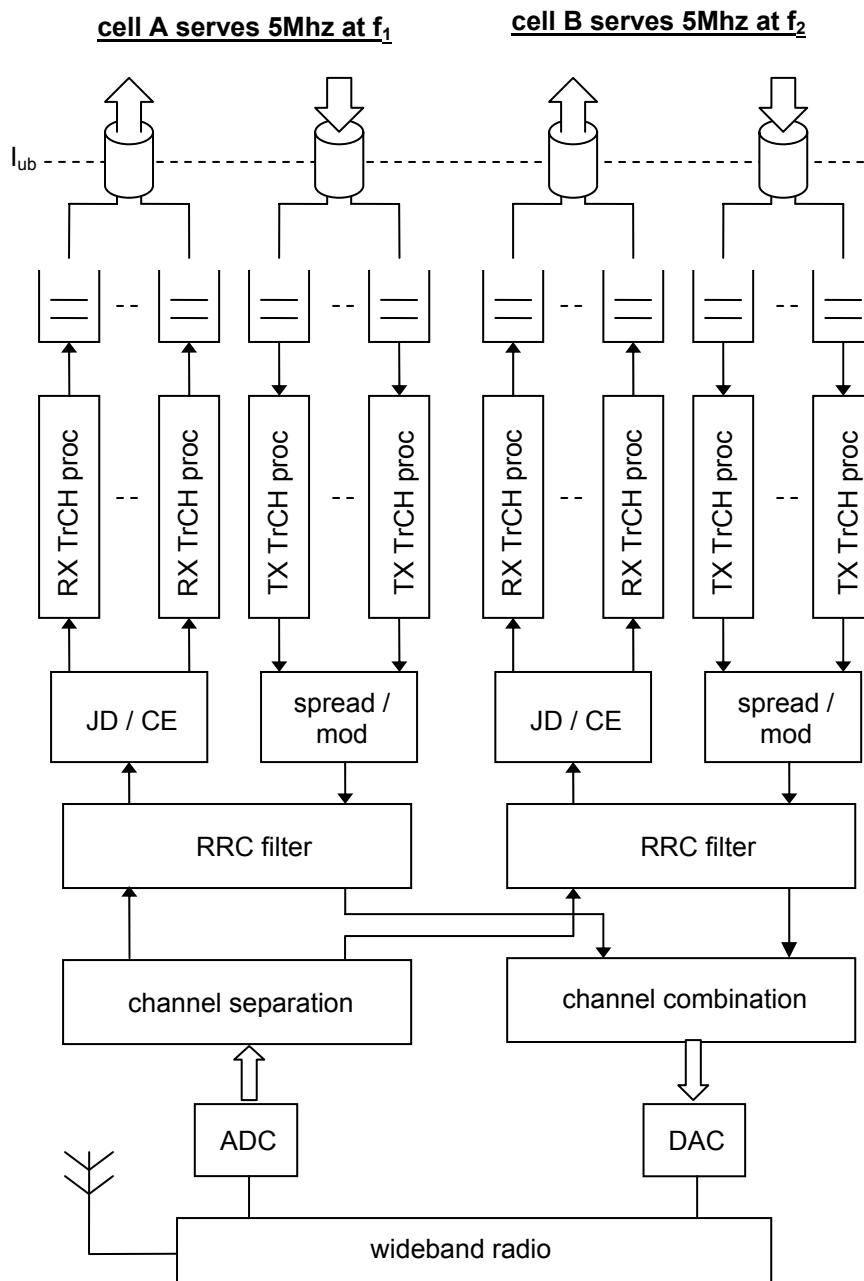 cell A serves 5Mhz at f1
cell B serves 5Mhz at f2
Iub
RX TrCH proc
RX TrCH proc
TX TrCH proc
TX TrCH proc
RX TrCH proc
RX TrCH proc
TX TrCH proc
TX TrCH proc
JD / CE
spread /
mod
JD / CE
spread /
mod
RRC filter
RRC filter
channel separation
channel combination
ADC
DAC
wideband radio